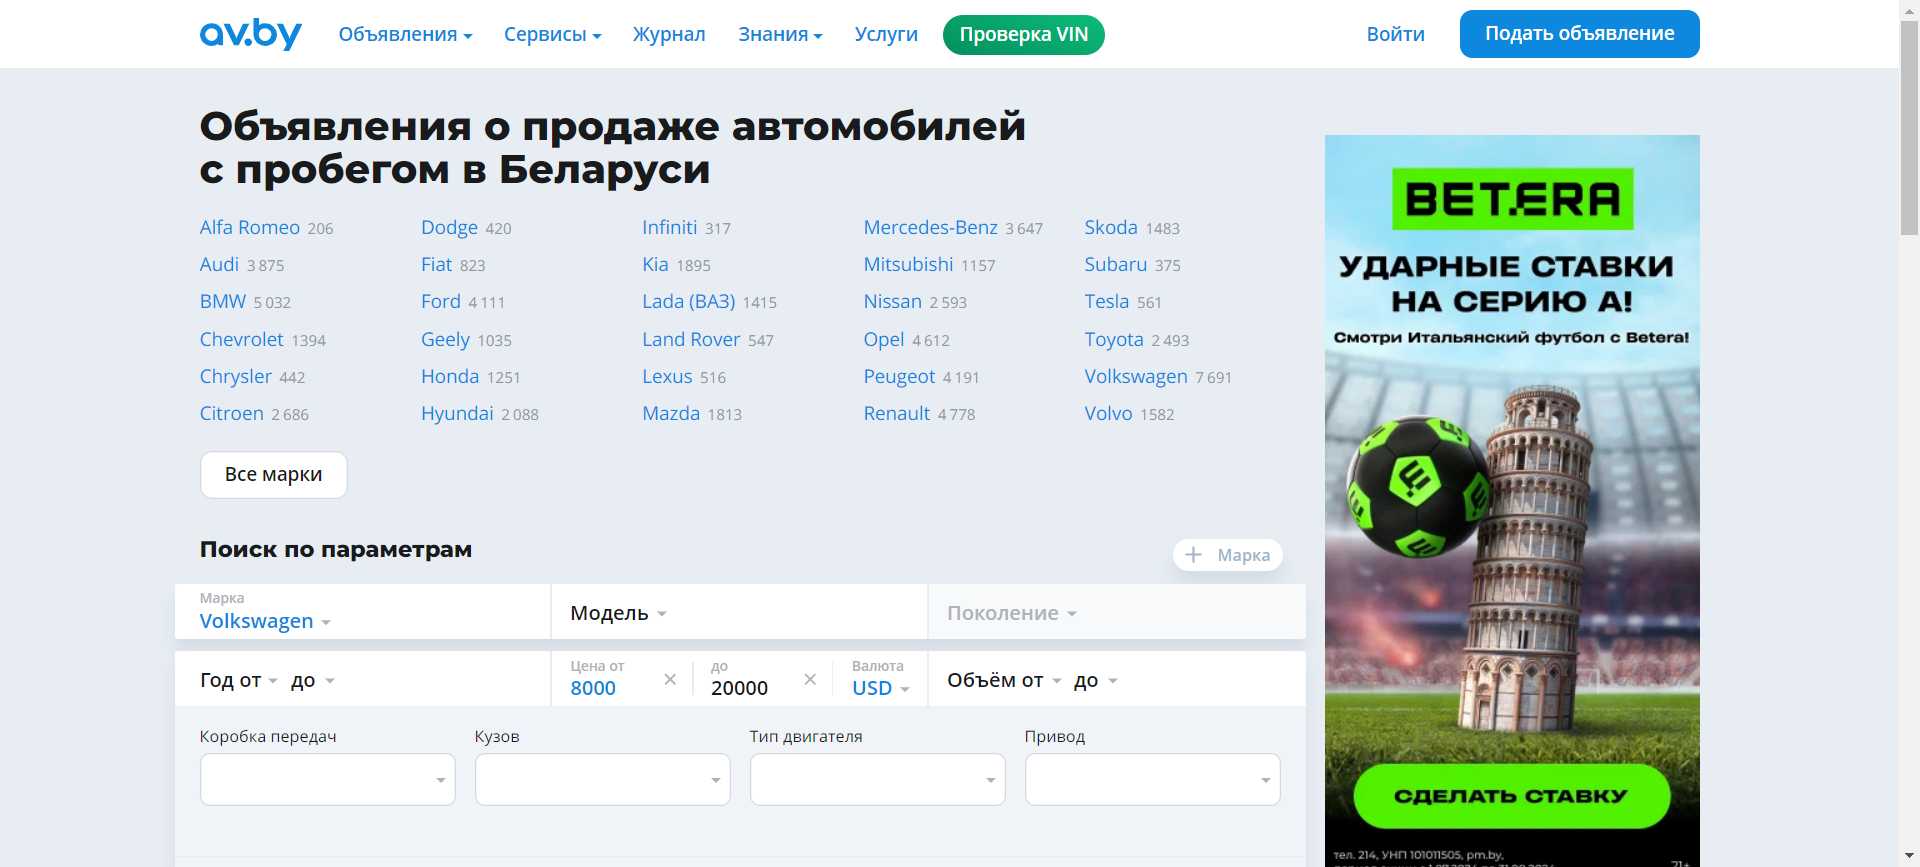 av.by
Объявления
Сервисы
Журнал
Знания
Услуги
Проверка VIN
Войти
Подать объявление
Объявления о продаже автомобилей
с пробегом в Беларуси
Alfa Romeo 206
Dodge 420
Infiniti 317
Mercedes-Benz 3 647
Skoda 1483
Audi 3 875
Fiat 823
Kia 1895
Mitsubishi 1157
Subaru 375
BMW 5 032
Ford 4 111
Lada (ВАЗ) 1415
Nissan 2 593
Tesla 561
Chevrolet 1394
Geely 1035
Land Rover 547
Opel 4 612
Toyota 2 493
Chrysler 442
Honda 1251
Lexus 516
Peugeot 4 191
Volkswagen 7 691
Citroen 2 686
Hyundai 2 088
Mazda 1813
Renault 4 778
Volvo 1582
Все марки
Поиск по параметрам
Марка
Марка
Volkswagen
Модель
Поколение
Год от
до
Цена от
8000
до
20000
Валюта
USD
Объём от
до
Коробка передач
Кузов
Тип двигателя
Привод
BETERA
УДАРНЫЕ СТАВКИ
НА СЕРИЮ А!
Смотри Итальянский футбол с Betera!
СДЕЛАТЬ СТАВКУ
тел. 214, УНП 101011505, pm.by,